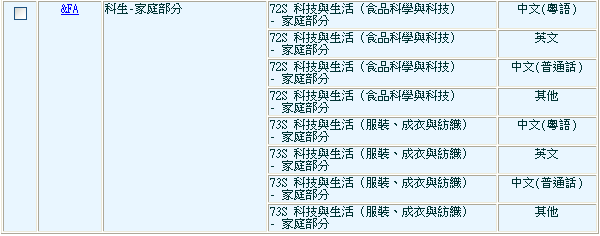 &FA
科生-家庭部分
72S 科技與生活（食品科學與科技）
- 家庭部分
中文(粵語)
72S 科技與生活（食品科學與科技）
- 家庭部分
英文
72S 科技與生活（食品科學與科技）
- 家庭部分
中文(普通話)
72S 科技與生活（食品科學與科技）
- 家庭部分
其他
73S 科技與生活（服裝、成衣與紡織）
- 家庭部分
中文(粵語)
73S 科技與生活（服裝、成衣與紡織）
- 家庭部分
英文
73S 科技與生活（服裝、成衣與紡織）
- 家庭部分
中文(普通話)
73S 科技與生活（服裝、成衣與紡織）
- 家庭部分
其他